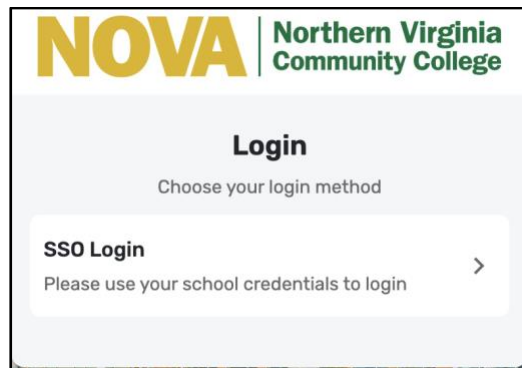 NOVA
Northern Virginia
Community College
Login
Choose your login method
SSO Login
Please use your school credentials to login